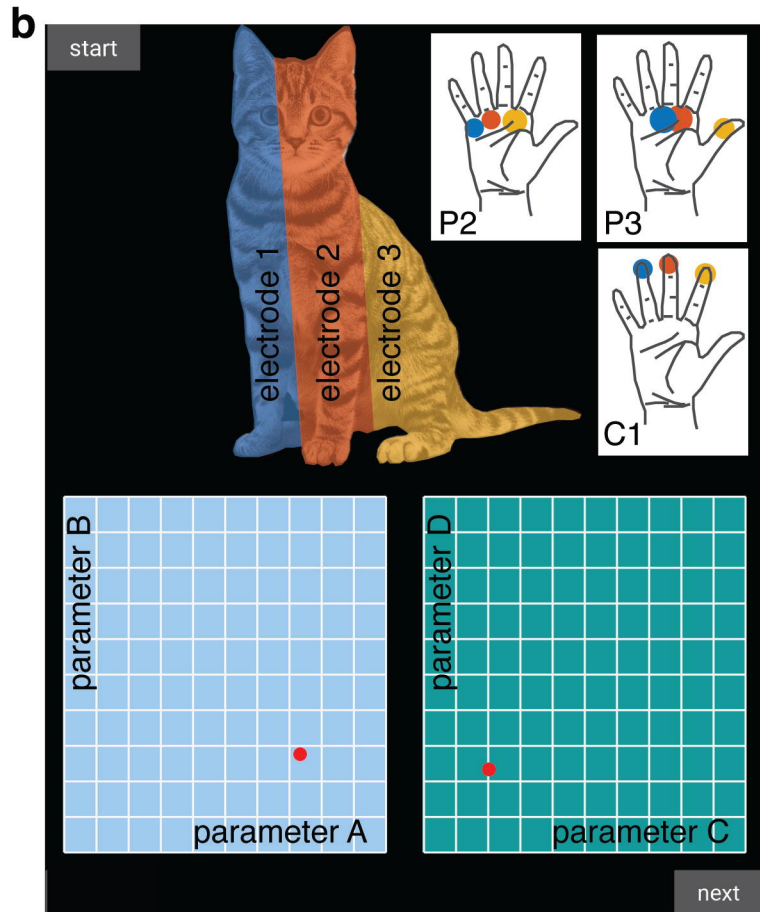 b
start
electrode 1
electrode 2
electrode 3
P2
P3
C1
parameter B
parameter A
parameter D
parameter C
next